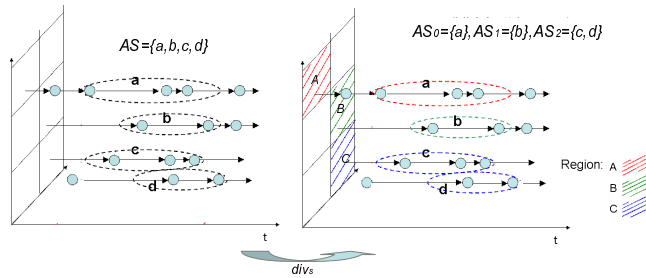 AS={a,b,c,d}
a
b
c
d
t
AS0={a},AS1={b},AS2={c,d}
A
B
C
a
b
c
d
t
Region:
A
B
C
divs